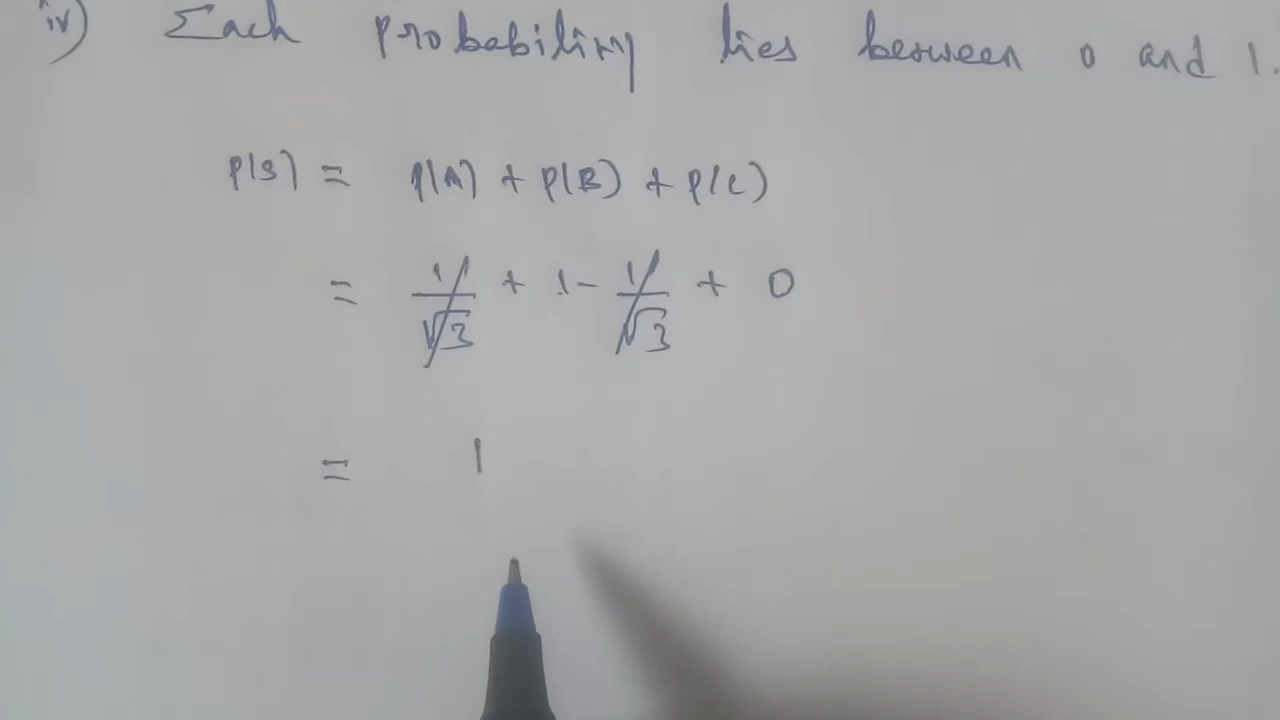 iv) Each probability lies between 0 and 1.
P(S) = P(A) + P(B) + P(C)
= 1/√3 + 1 - 1/√3 + 0
= 1